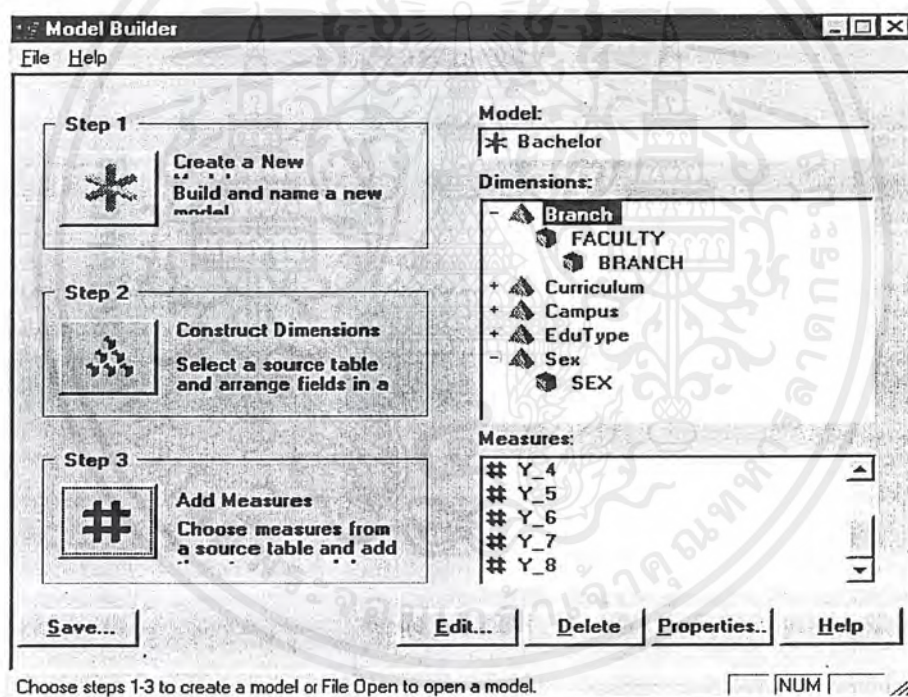 Model Builder
File Help
Step 1
Create a New
Build and name a new
model
Step 2
Construct Dimensions
Select a source table
and arrange fields in a
Step 3
Add Measures
Choose measures from
a source table and add
Model:
Bachelor
Dimensions:
- Branch
FACULTY
BRANCH
+ Curriculum
+ Campus
+ EduType
- Sex
SEX
Measures:
# Y_4
# Y_5
# Y_6
# Y_7
# Y_8
Save... Edit... Delete Properties.. Help
Choose steps 1-3 to create a model or File Open to open a model. NUM